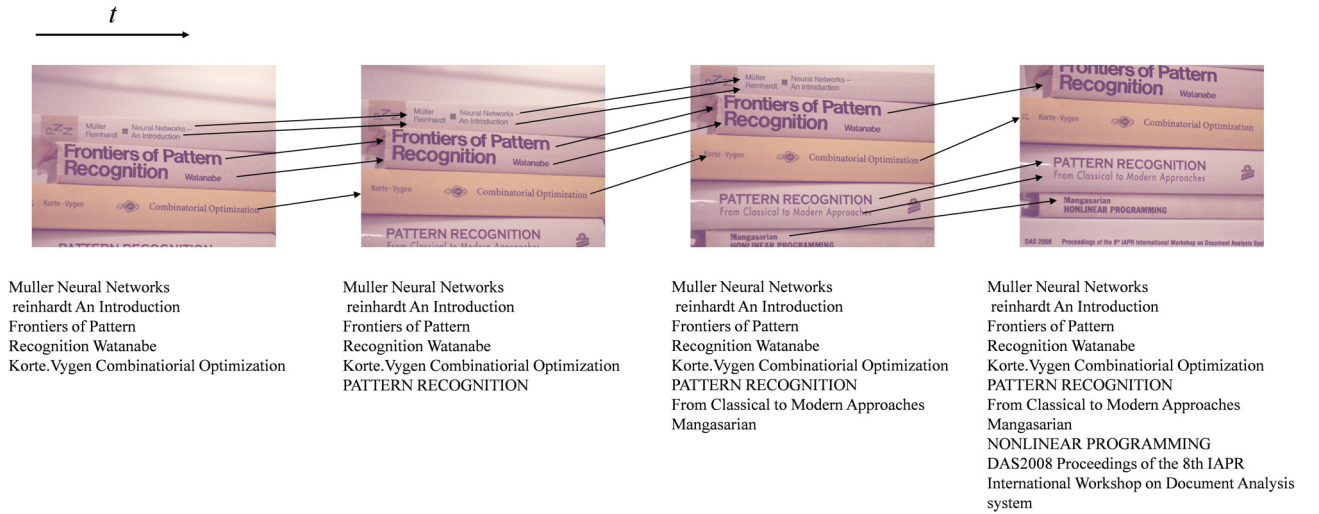 t
Müller
Reinhardt
Neural Networks –
An Introduction
Frontiers of Pattern
Recognition
Watanabe
Korte · Vygen
Combinatorial Optimization
PATTERN RECOGNITION
Müller
Reinhardt
Neural Networks –
An Introduction
Frontiers of Pattern
Recognition
Watanabe
Korte · Vygen
Combinatorial Optimization
PATTERN RECOGNITION
From Classical to Modern Approaches
Müller
Reinhardt
Neural Networks –
An Introduction
Frontiers of Pattern
Recognition
Watanabe
Korte · Vygen
Combinatorial Optimization
PATTERN RECOGNITION
From Classical to Modern Approaches
Mangasarian
NONLINEAR PROGRAMMING
Frontiers of Pattern
Recognition
Watanabe
21
Korte · Vygen
Combinatorial Optimization
PATTERN RECOGNITION
From Classical to Modern Approaches
Mangasarian
NONLINEAR PROGRAMMING
DAS 2008 Proceedings of the 8th IAPR International Workshop on Document Analysis Syst
Muller Neural Networks
reinhardt An Introduction
Frontiers of Pattern
Recognition Watanabe
Korte.Vygen Combinatiorial Optimization
Muller Neural Networks
reinhardt An Introduction
Frontiers of Pattern
Recognition Watanabe
Korte.Vygen Combinatiorial Optimization
PATTERN RECOGNITION
Muller Neural Networks
reinhardt An Introduction
Frontiers of Pattern
Recognition Watanabe
Korte.Vygen Combinatiorial Optimization
PATTERN RECOGNITION
From Classical to Modern Approaches
Mangasarian
Muller Neural Networks
reinhardt An Introduction
Frontiers of Pattern
Recognition Watanabe
Korte.Vygen Combinatiorial Optimization
PATTERN RECOGNITION
From Classical to Modern Approaches
Mangasarian
NONLINEAR PROGRAMMING
DAS2008 Proceedings of the 8th IAPR
International Workshop on Document Analysis
system